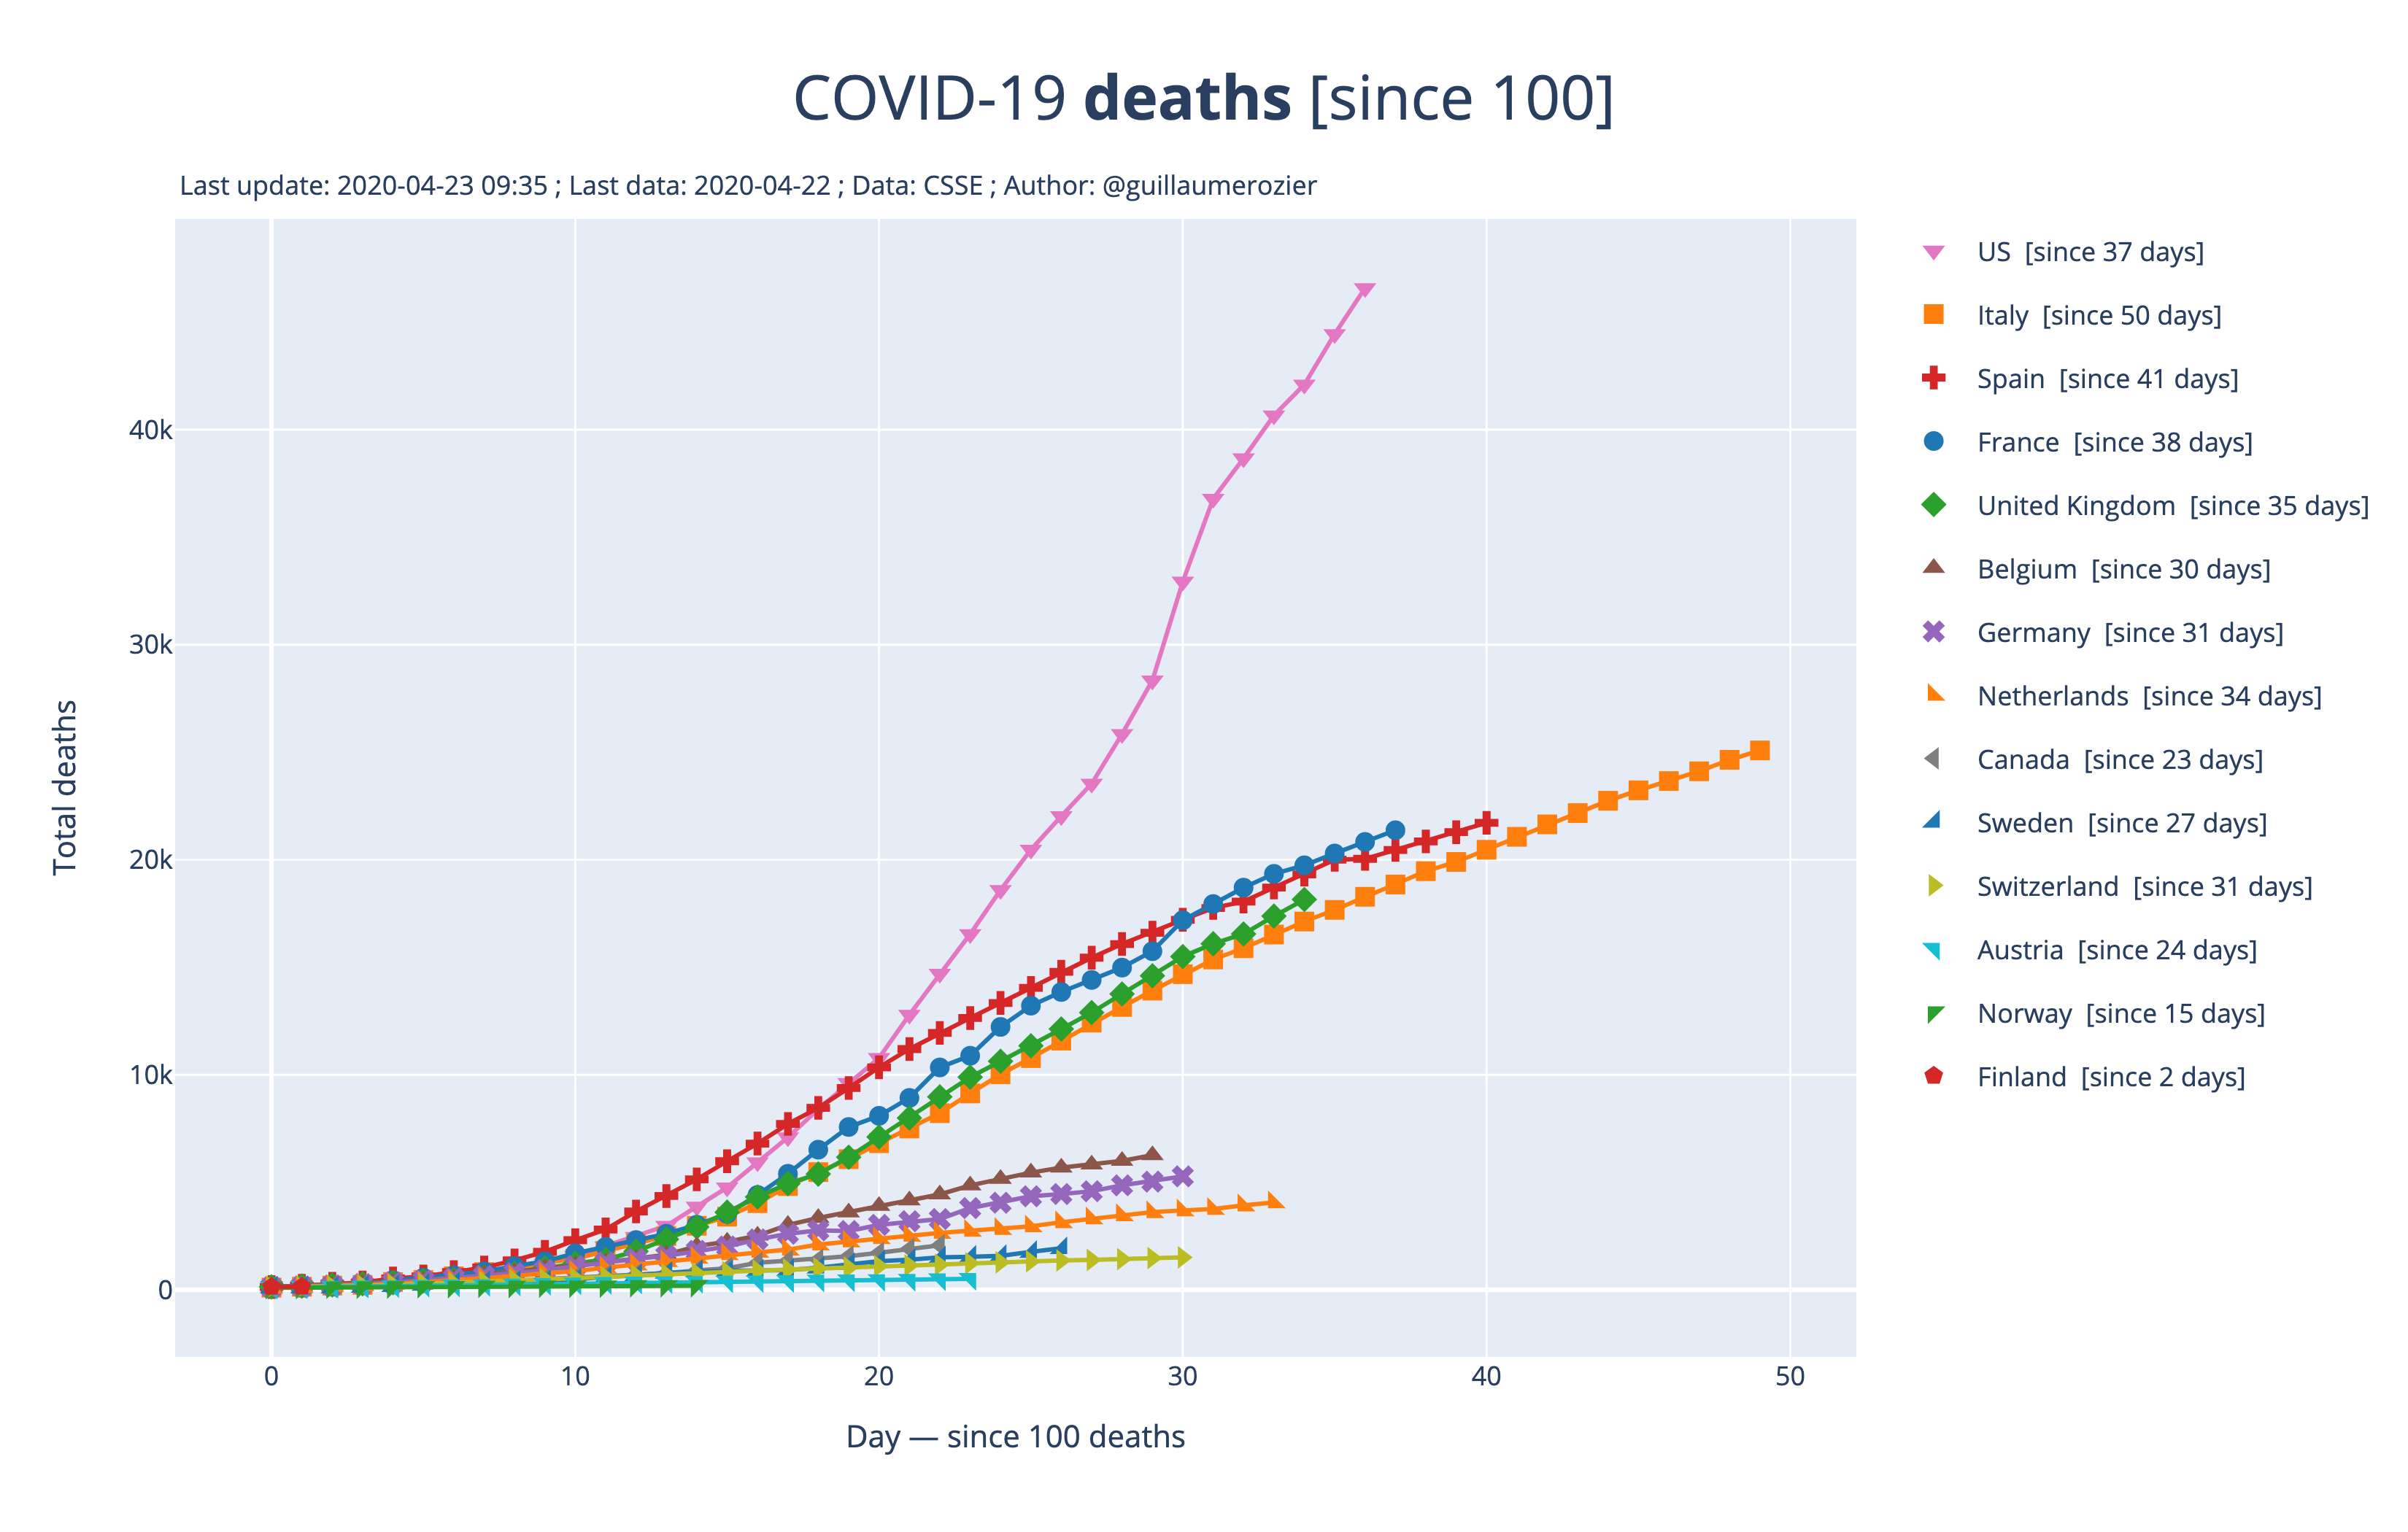 COVID-19 deaths [since 100]
Last update: 2020-04-23 09:35 ; Last data: 2020-04-22 ; Data: CSSE ; Author: @guillaumerozier
US [since 37 days]
Italy [since 50 days]
Spain [since 41 days]
France [since 38 days]
United Kingdom [since 35 days]
Belgium [since 30 days]
Germany [since 31 days]
Netherlands [since 34 days]
Canada [since 23 days]
Sweden [since 27 days]
Switzerland [since 31 days]
Austria [since 24 days]
Norway [since 15 days]
Finland [since 2 days]
Total deaths
40k
30k
20k
10k
0
0 10 20 30 40 50
Day — since 100 deaths